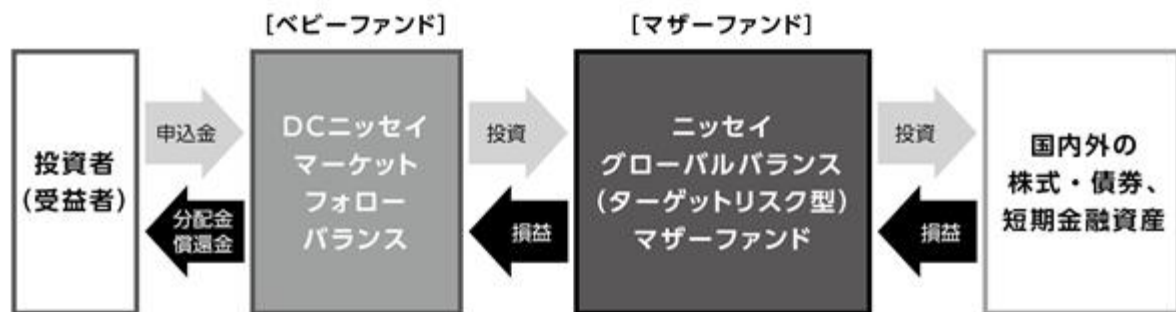 [ベビーファンド]
[マザーファンド]
投資者
(受益者)
申込金
分配金
償還金
DCニッセイ
マーケット
フォロー
バランス
投資
損益
ニッセイ
グローバルバランス
(ターゲットリスク型)
マザーファンド
投資
損益
国内外の
株式・債券、
短期金融資産